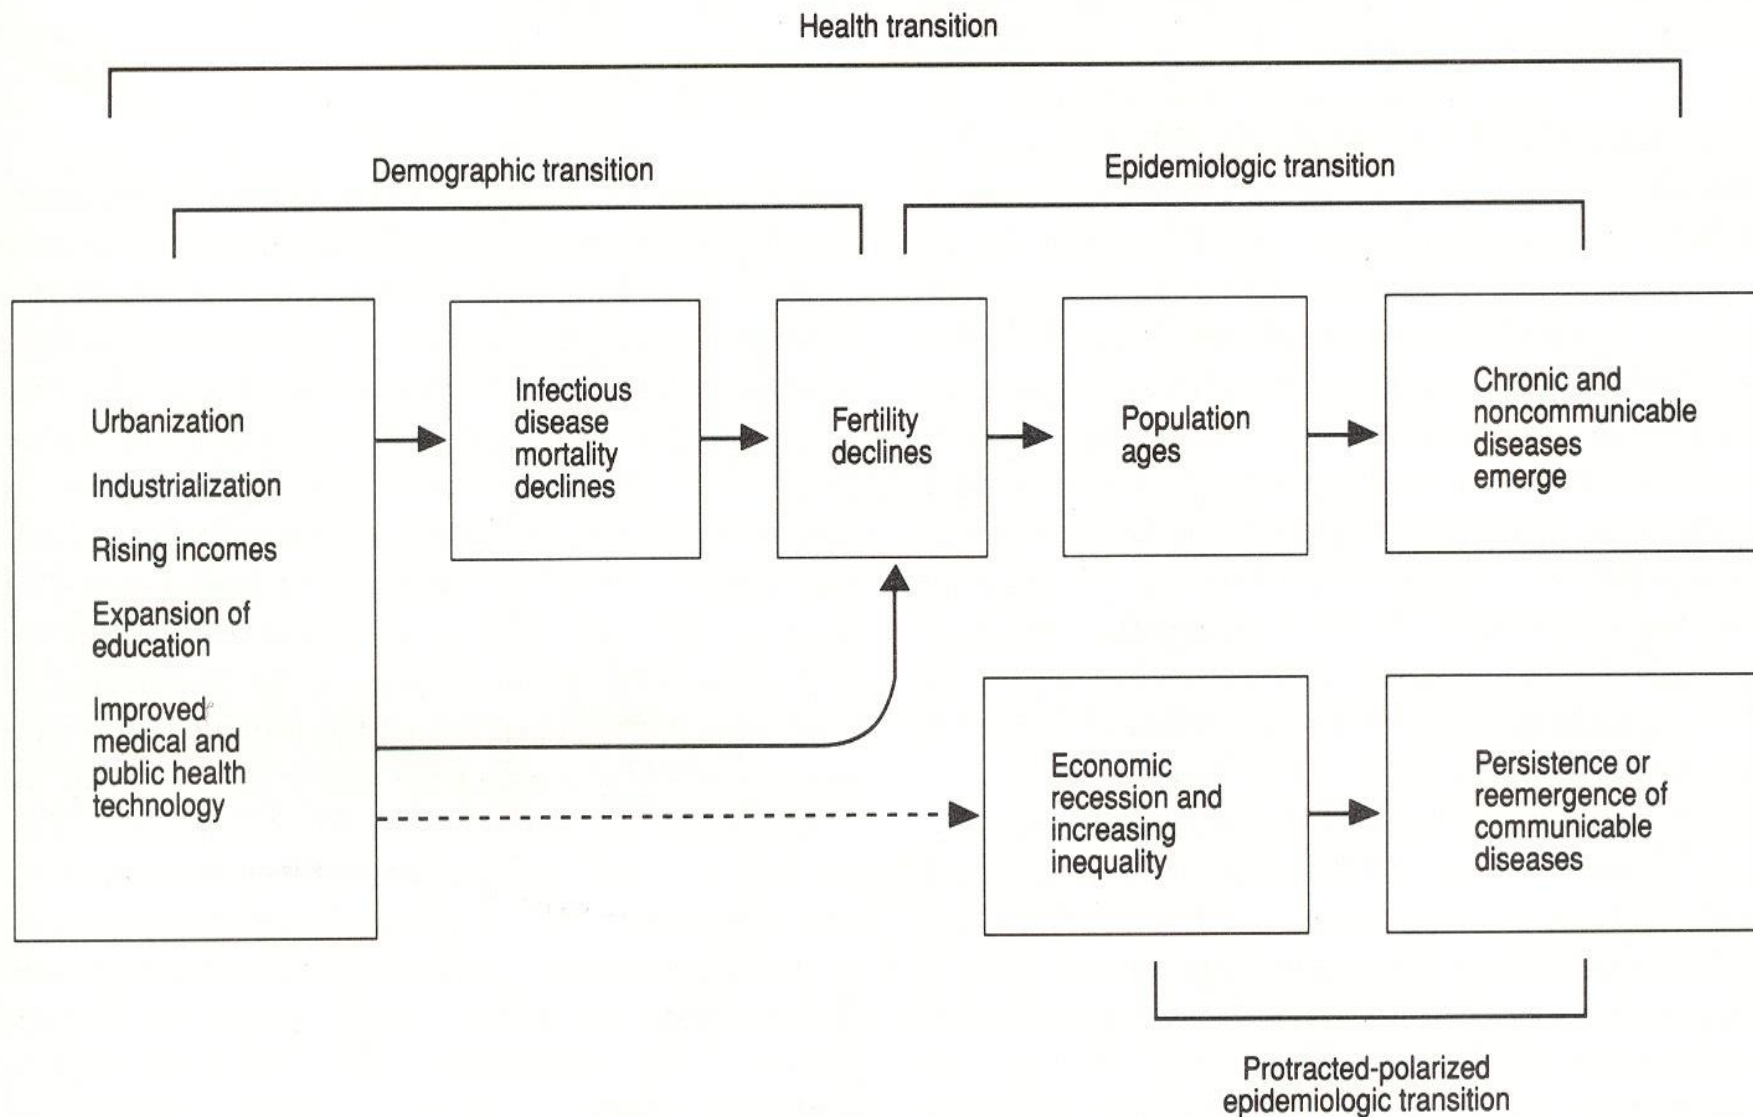 Health transition
Demographic transition
Epidemiologic transition
Urbanization
Industrialization
Rising incomes
Expansion of
education
Improved
medical and
public health
technology
Infectious
disease
mortality
declines
Fertility
declines
Population
ages
Chronic and
noncommunicable
diseases
emerge
Economic
recession and
increasing
inequality
Persistence or
reemergence of
communicable
diseases
Protracted-polarized
epidemiologic transition